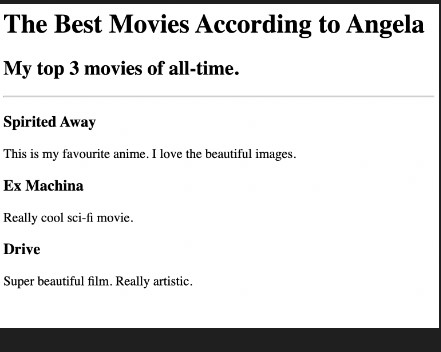 The Best Movies According to Angela
My top 3 movies of all-time.
Spirited Away
This is my favourite anime. I love the beautiful images.
Ex Machina
Really cool sci-fi movie.
Drive
Super beautiful film. Really artistic.